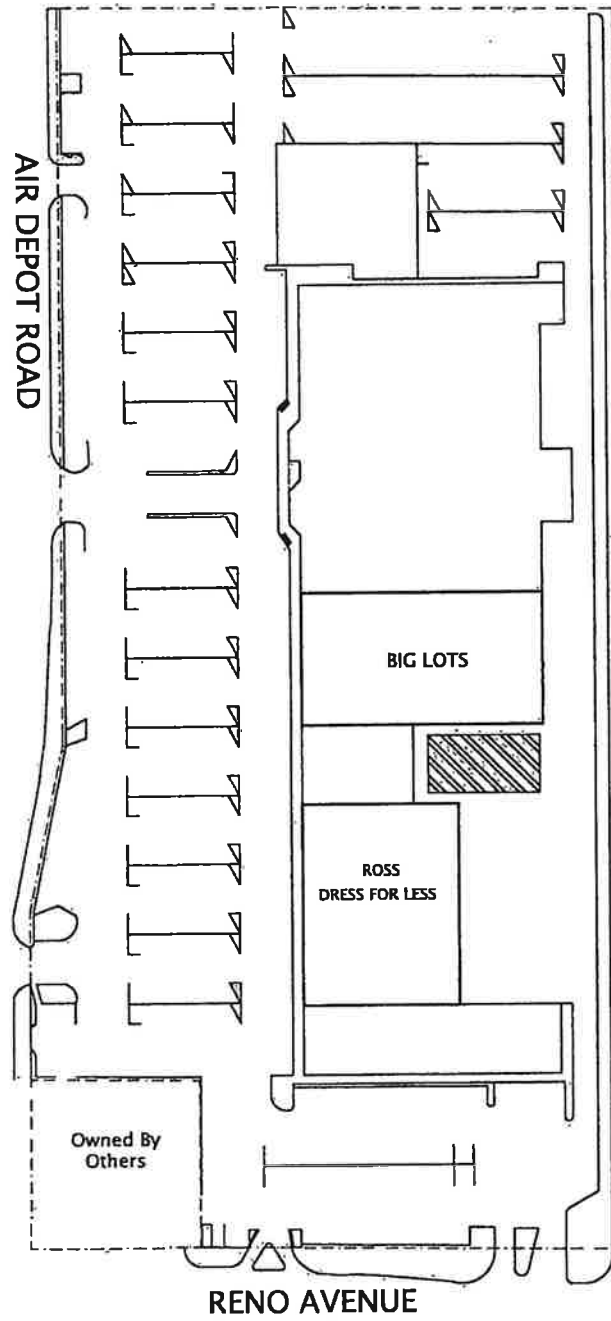 AIR DEPOT ROAD
BIG LOTS
ROSS
DRESS FOR LESS
Owned By
Others
RENO AVENUE